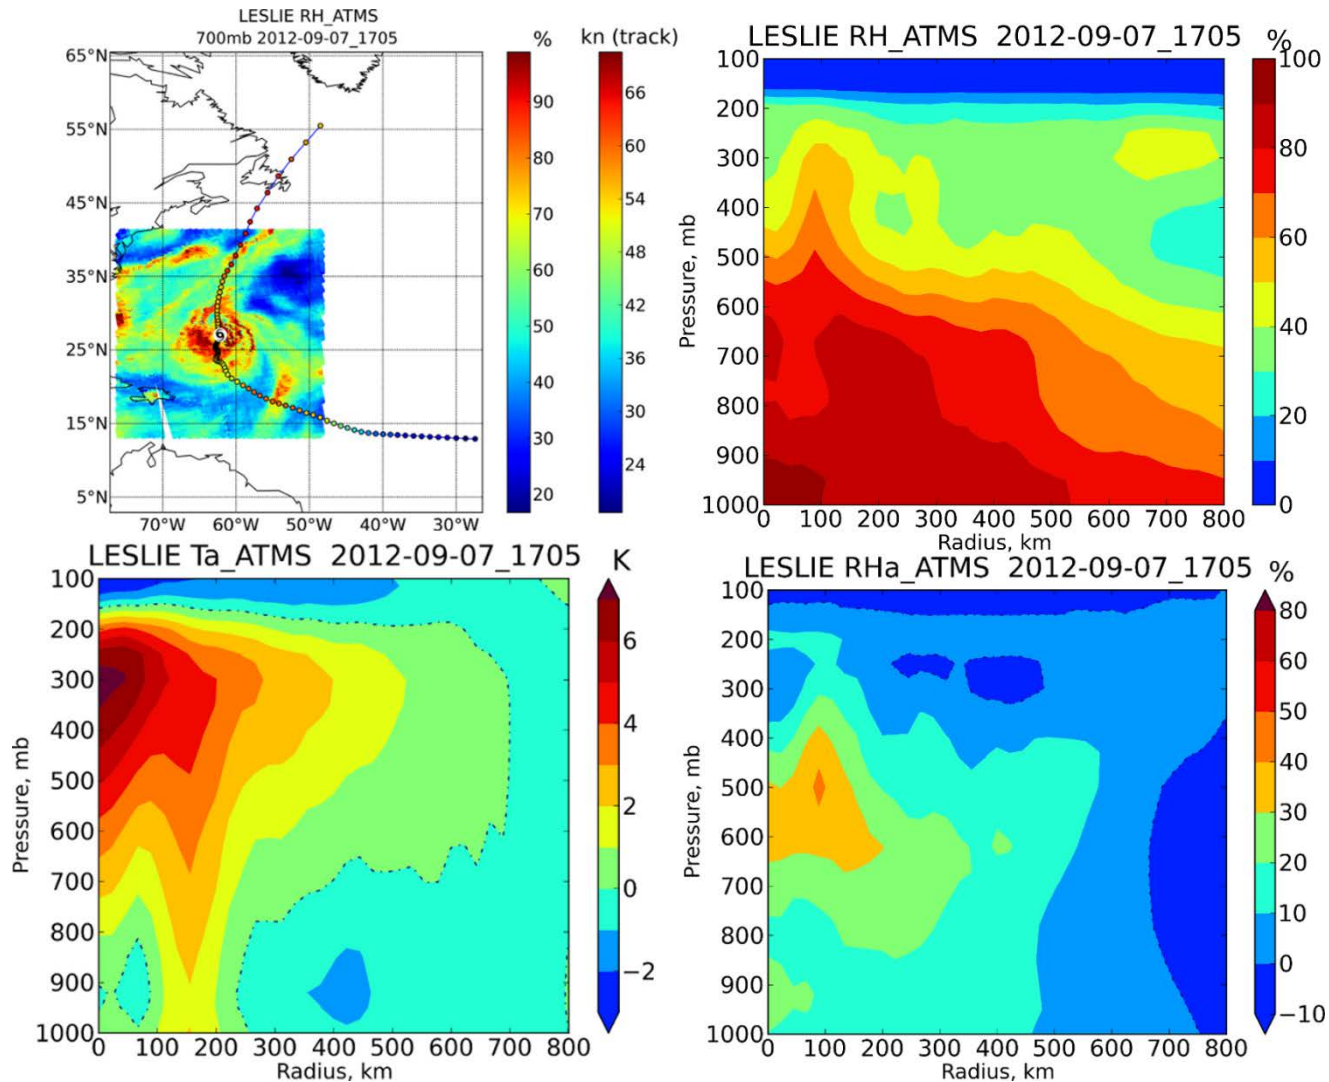 LESLIE RH_ATMS
700mb 2012-09-07_1705
%
kn (track)
65°N
55°N
45°N
35°N
25°N
15°N
5°N
70°W 60°W 50°W 40°W 30°W
90
80
70
60
50
40
30
20
66
60
54
48
42
36
30
24
LESLIE RH_ATMS 2012-09-07_1705
%
Pressure, mb
100
200
300
400
500
600
700
800
900
1000
0 100 200 300 400 500 600 700 800
Radius, km
100
80
60
40
20
0
LESLIE Ta_ATMS 2012-09-07_1705
K
Pressure, mb
100
200
300
400
500
600
700
800
900
1000
0 100 200 300 400 500 600 700 800
Radius, km
6
4
2
0
−2
LESLIE RHa_ATMS 2012-09-07_1705
%
Pressure, mb
100
200
300
400
500
600
700
800
900
1000
0 100 200 300 400 500 600 700 800
Radius, km
80
60
50
40
30
20
10
0
−10